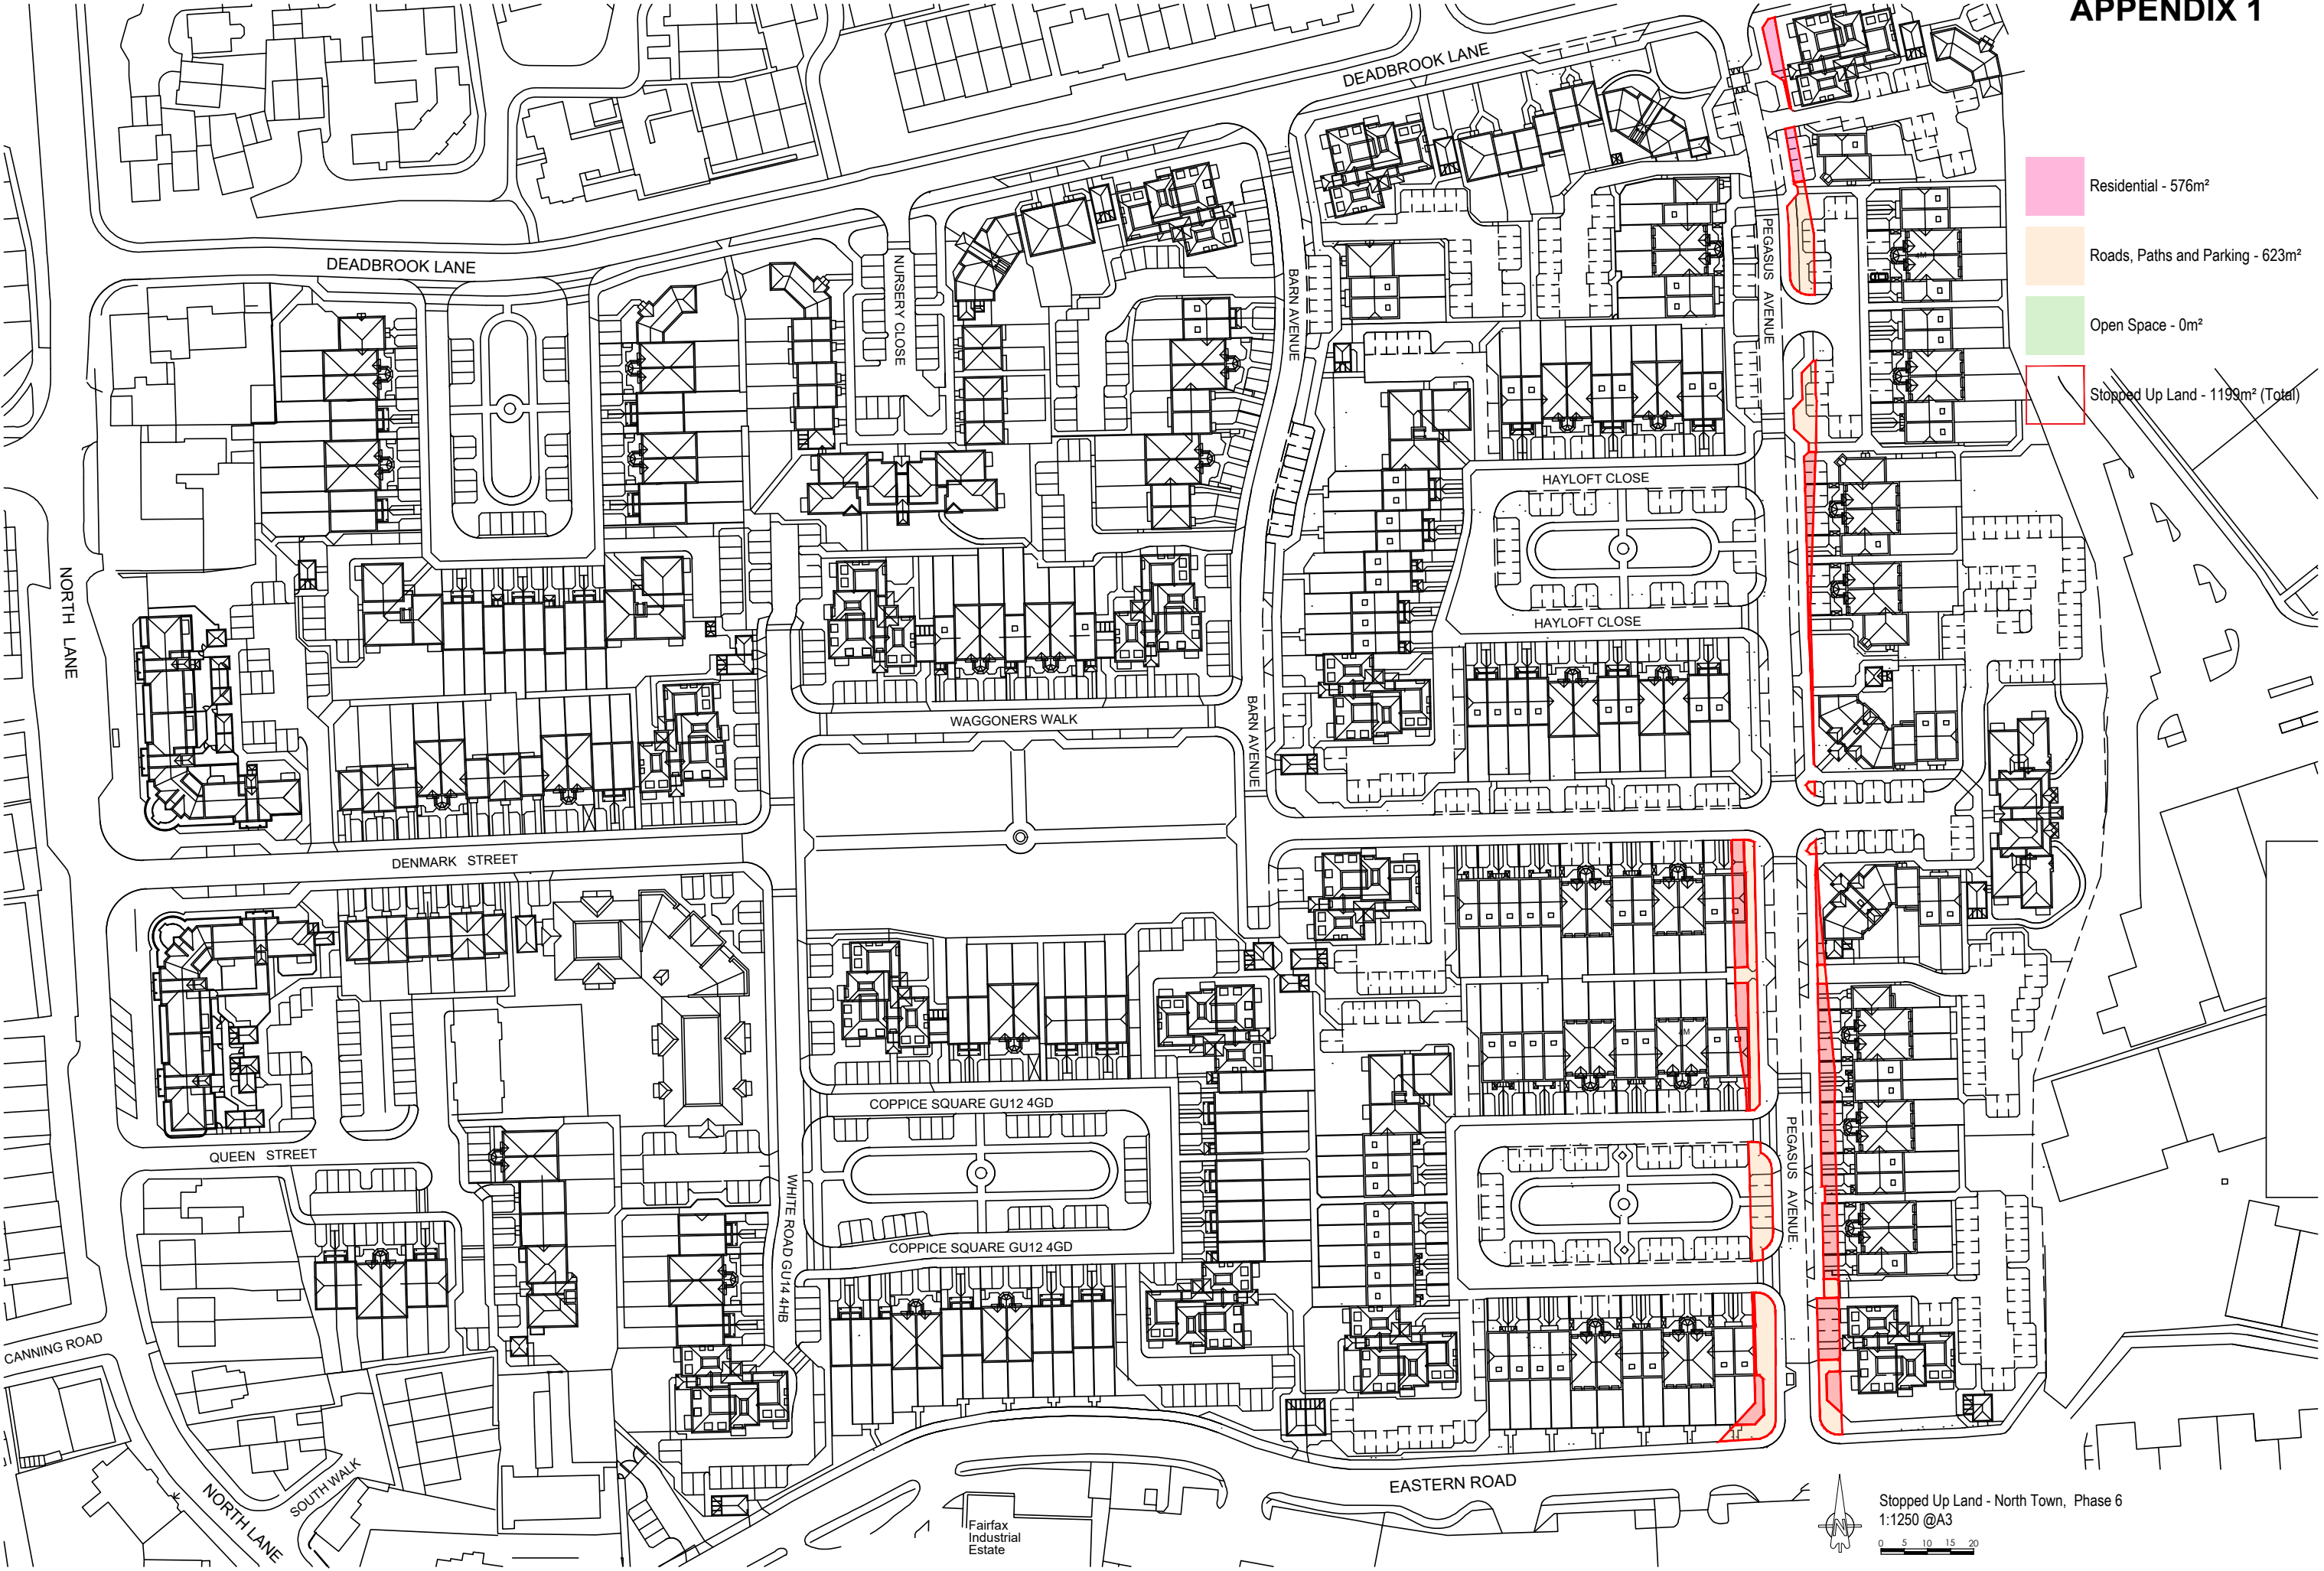 APPENDIX 1
DEADBROOK LANE
Residential - 576m²
Roads, Paths and Parking - 623m²
Open Space - 0m²
Stopped Up Land - 1199m² (Total)
PEGASUS AVENUE
DEADBROOK LANE
NURSERY CLOSE
BARN AVENUE
HAYLOFT CLOSE
NORTH LANE
HAYLOFT CLOSE
WAGGONERS WALK
BARN AVENUE
DENMARK STREET
COPPICE SQUARE GU12 4GD
QUEEN STREET
WHITE ROAD GU14 4HB
PEGASUS AVENUE
COPPICE SQUARE GU12 4GD
CANNING ROAD
SOUTH WALK
NORTH LANE
EASTERN ROAD
Fairfax
Industrial
Estate
N
Stopped Up Land - North Town, Phase 6
1:1250 @A3
0 5 10 15 20